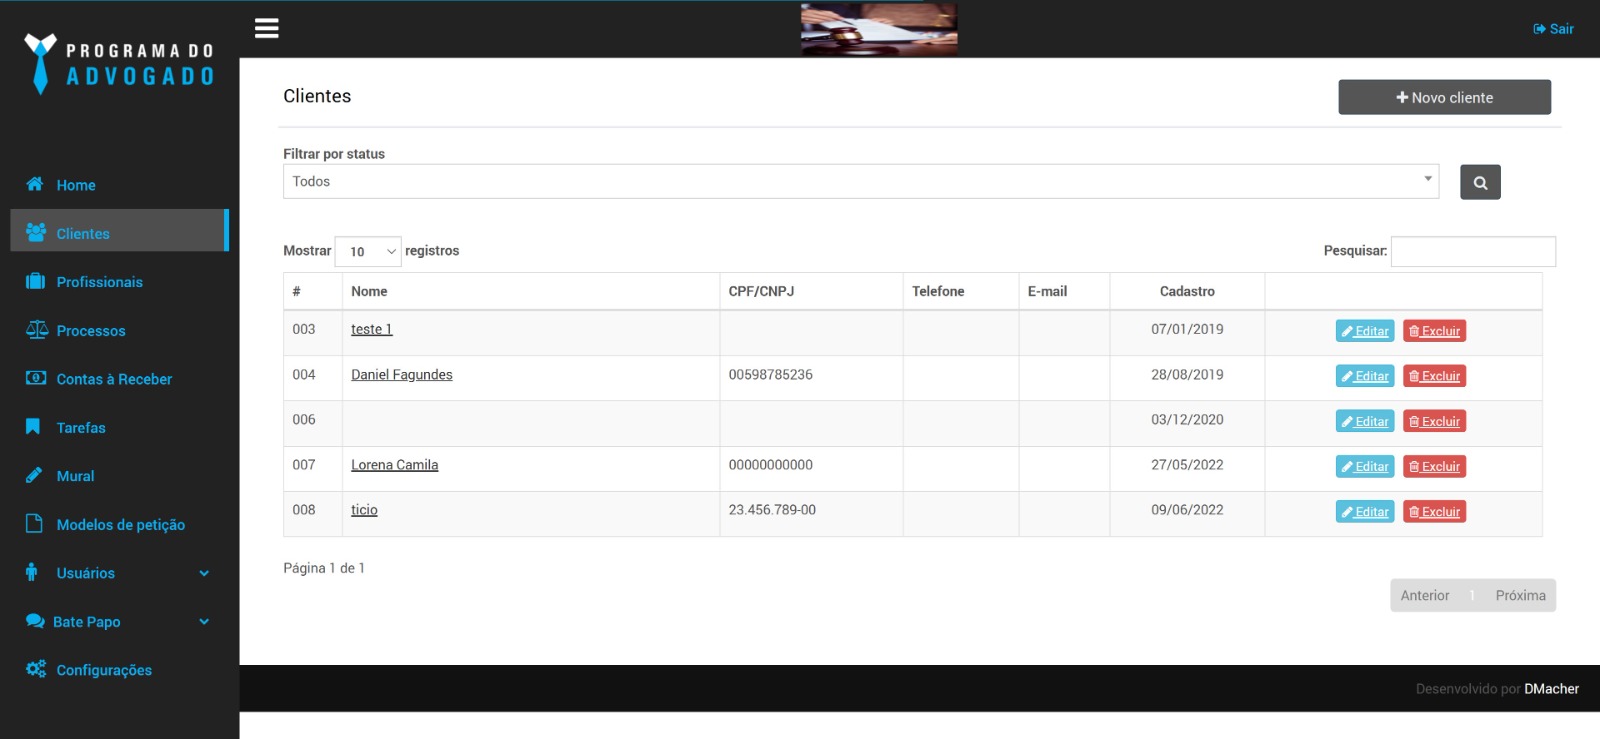 PROGRAMA DO
ADVOGADO
Sair
Home
Clientes
Profissionais
Processos
Contas à Receber
Tarefas
Mural
Modelos de petição
Usuários
Bate Papo
Configurações
Clientes
Novo cliente
Filtrar por status
Todos
Mostrar 10 registros
Pesquisar:
# Nome CPF/CNPJ Telefone E-mail Cadastro
003 teste 1 07/01/2019 Editar Excluir
004 Daniel Fagundes 00598785236 28/08/2019 Editar Excluir
006 03/12/2020 Editar Excluir
007 Lorena Camila 00000000000 27/05/2022 Editar Excluir
008 ticio 23.456.789-00 09/06/2022 Editar Excluir
Página 1 de 1
Anterior 1 Próxima
Desenvolvido por DMacher